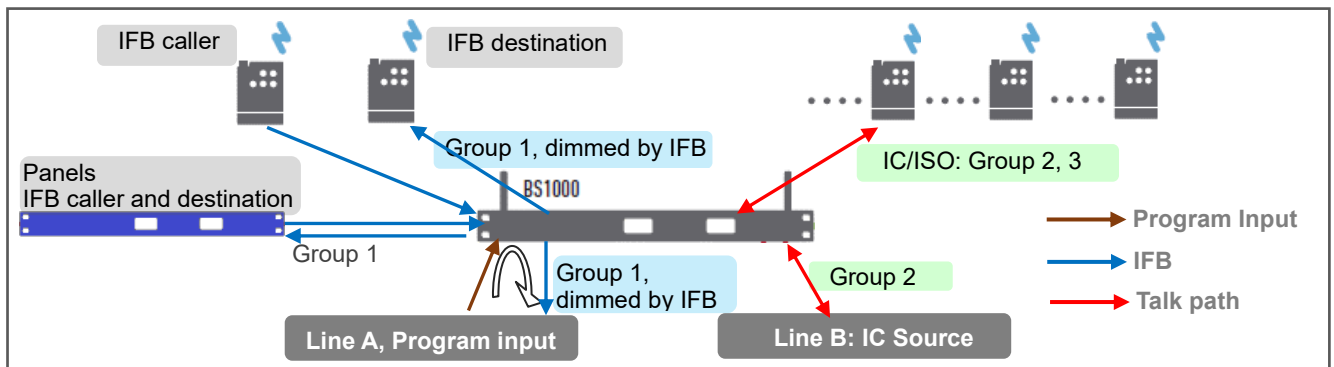 IFB caller
IFB destination
Group 1, dimmed by IFB
IC/ISO: Group 2, 3
Panels
IFB caller and destination
BS1000
Program Input
Group 1
IFB
Group 1,
dimmed by IFB
Group 2
Talk path
Line A, Program input
Line B: IC Source